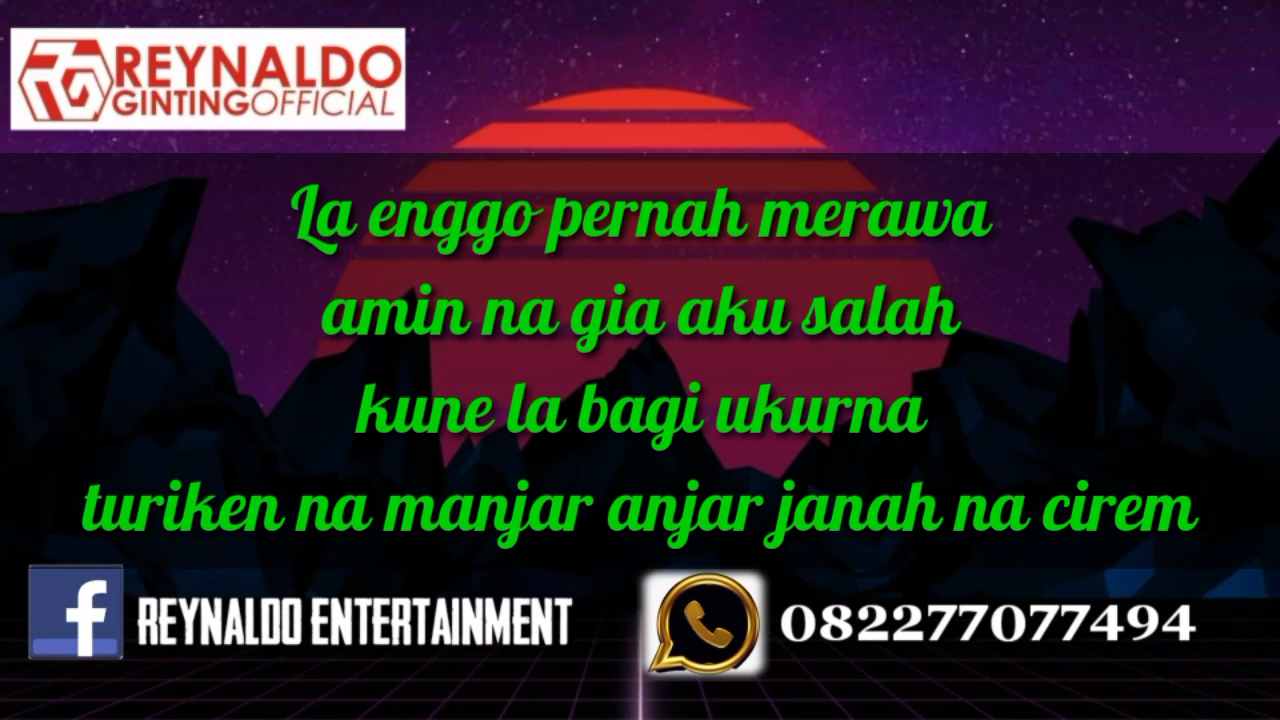 REYNALDO
GINTINGOFFICIAL
La enggo pernah merawa
amin na gia aku salah
kune la bagi ukurna
turiken na manjar anjar janah na cirem
REYNALDO ENTERTAINMENT
082277077494